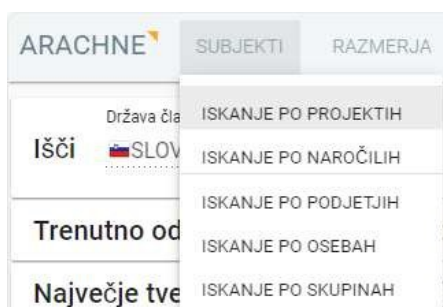 ARACHNE SUBJEKTI RAZMERJA
Država čla
Išči SLOV
Trenutno od
Največje tve
ISKANJE PO PROJEKTIH
ISKANJE PO NAROČILIH
ISKANJE PO PODJETJIH
ISKANJE PO OSEBAH
ISKANJE PO SKUPINAH